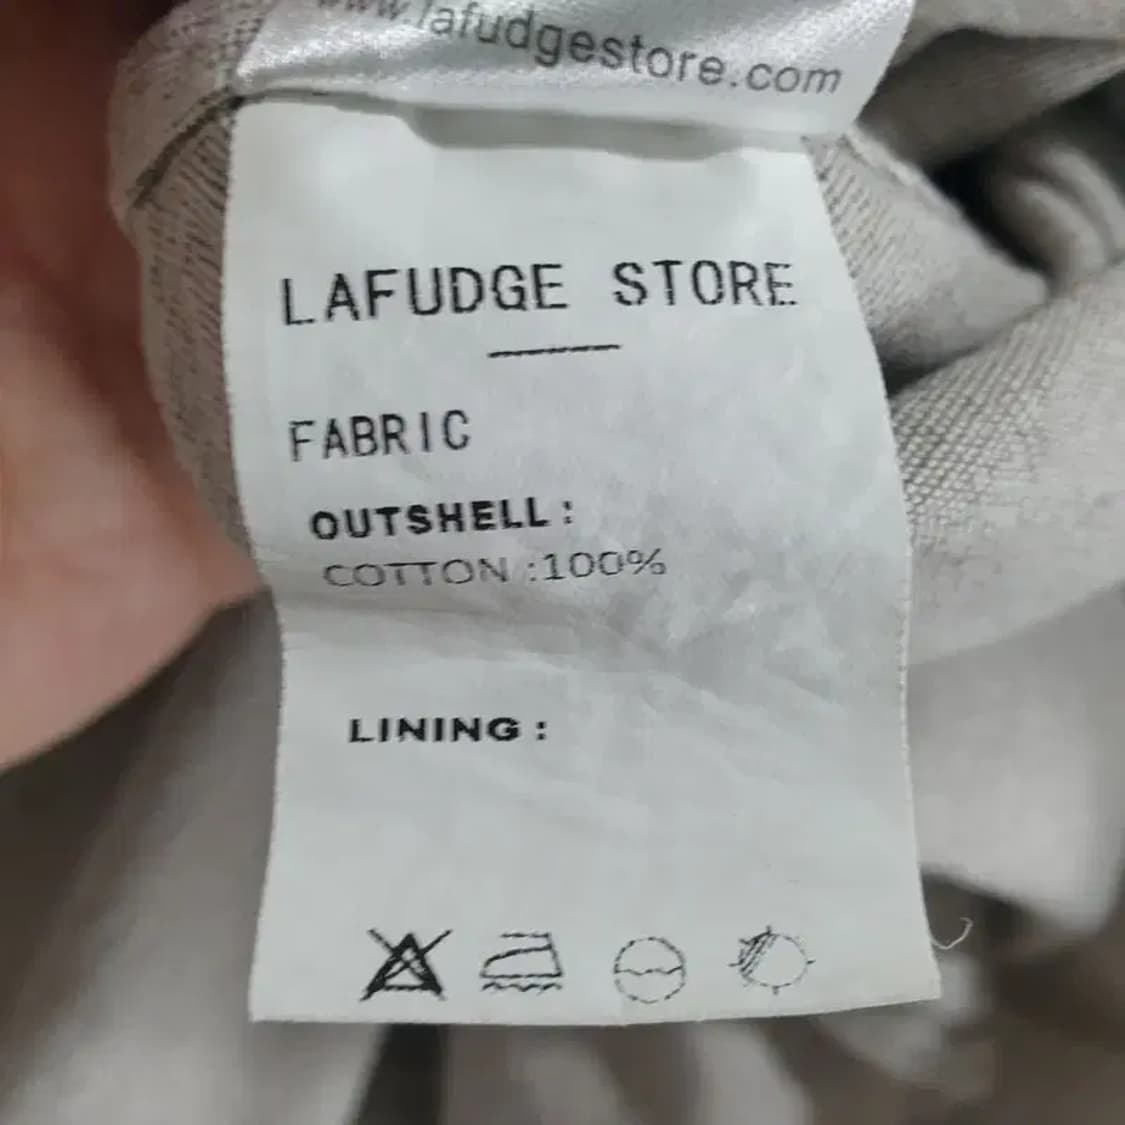 www.lafudgestore.com
LAFUDGE STORE
FABRIC
OUTSHELL :
COTTON :100%
LINING :